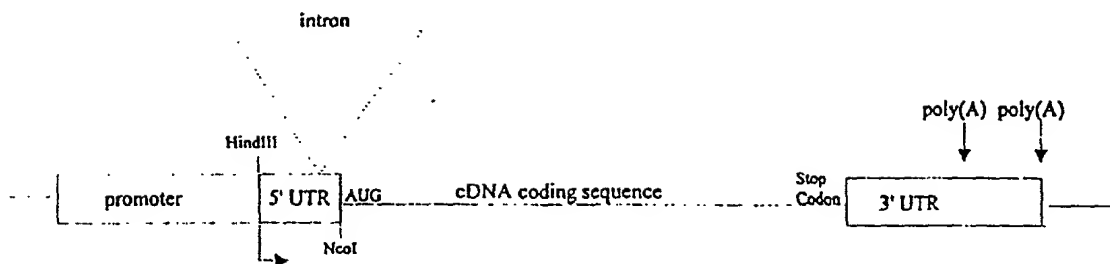 intron
poly(A) poly(A)
HindIII
promoter
5' UTR
AUG
cDNA coding sequence
Stop
Codon
3' UTR
NcoI